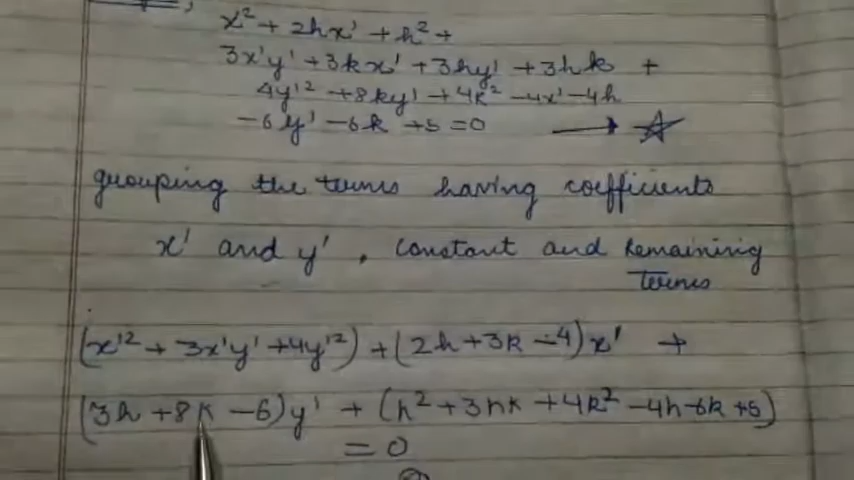 x² + 2hx' + h² +
3x'y' + 3kx' + 3hy' + 3hk +
4y'² + 8ky' + 4k² - 4x' - 4h
- 6y' - 6k + 5 = 0 → ☆
grouping the terms having coefficients
x' and y' , constant and remaining
terms
(x'² + 3x'y' + 4y'²) + (2h + 3k - 4)x' +
(3h + 8k - 6)y' + (h² + 3hk + 4k² - 4h - 6k + 5)
= 0